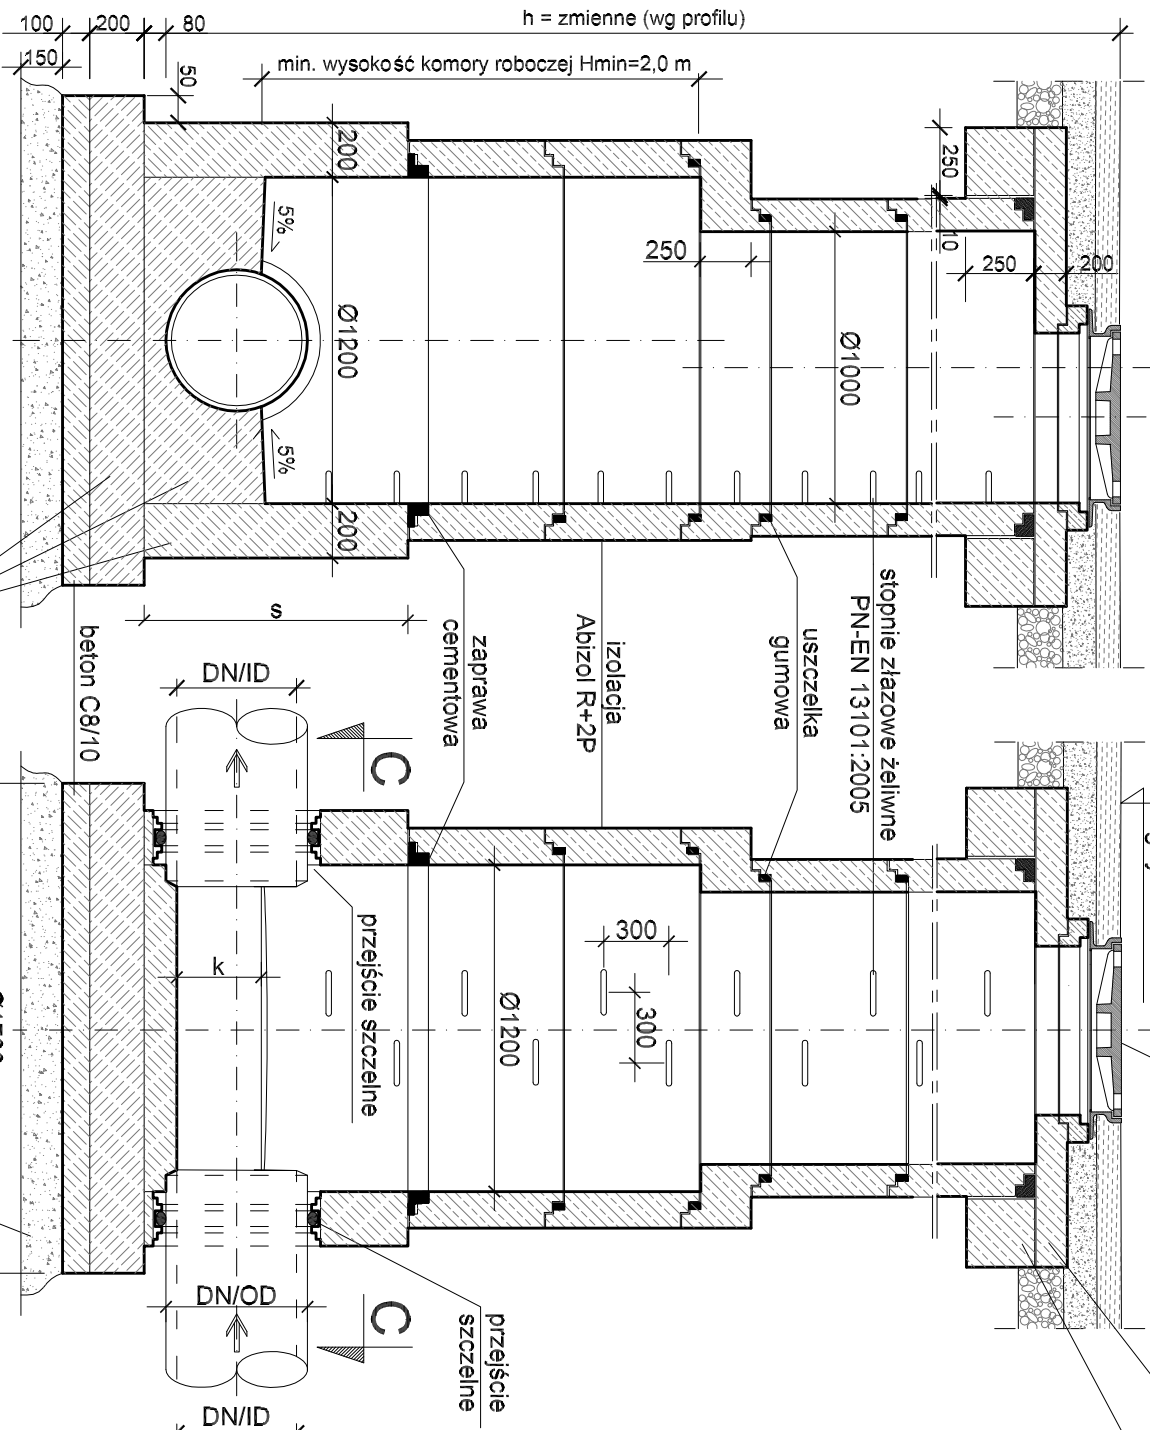 h = zmienne (wg profilu)
100
200
80
150
50
min. wysokość komory roboczej Hmin=2,0 m
200
250
10
250
200
250
5%
Ø1200
Ø1000
5%
200
s
stopnie złazowe żeliwne
PN-EN 13101:2005
uszczelka
gumowa
izolacja
Abizol R+2P
zaprawa
cementowa
beton C8/10
DN/ID
C
przejście szczelne
k
300
300
Ø1200
DN/OD
C
przejście
szczelne
DN/ID